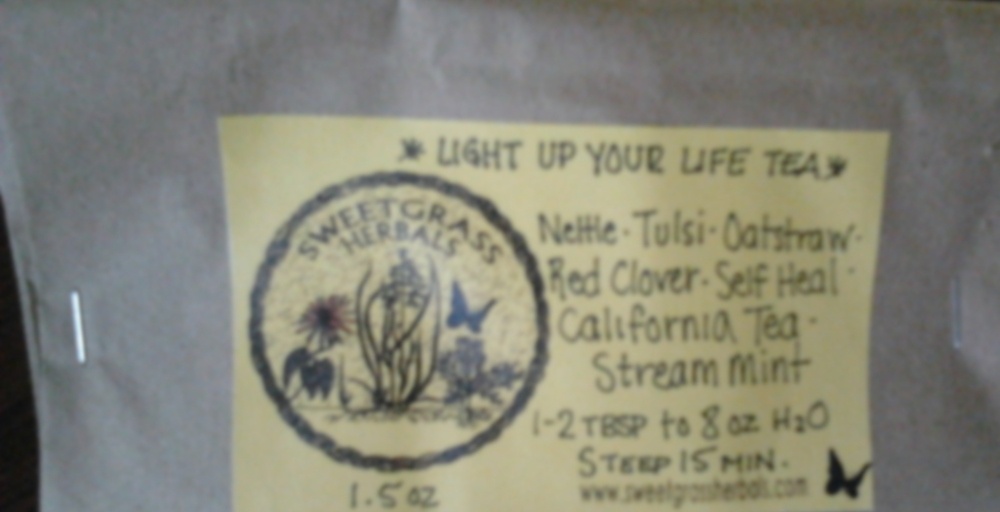 LIGHT UP YOUR LIFE TEA
SWEETGRASS
HERBALS
Nettle · Tulsi · Oatstraw ·
Red Clover · Self Heal ·
California Tea ·
Stream Mint
1-2 TBSP to 8 oz H2O
STEEP 15 MIN.
www.sweetgrassherbals.com
1.5 oz